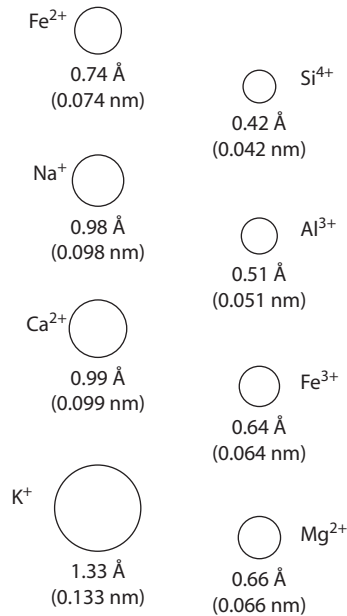 Fe²⁺
0.74 Å
(0.074 nm)
Na⁺
0.98 Å
(0.098 nm)
Ca²⁺
0.99 Å
(0.099 nm)
K⁺
1.33 Å
(0.133 nm)
Si⁴⁺
0.42 Å
(0.042 nm)
Al³⁺
0.51 Å
(0.051 nm)
Fe³⁺
0.64 Å
(0.064 nm)
Mg²⁺
0.66 Å
(0.066 nm)